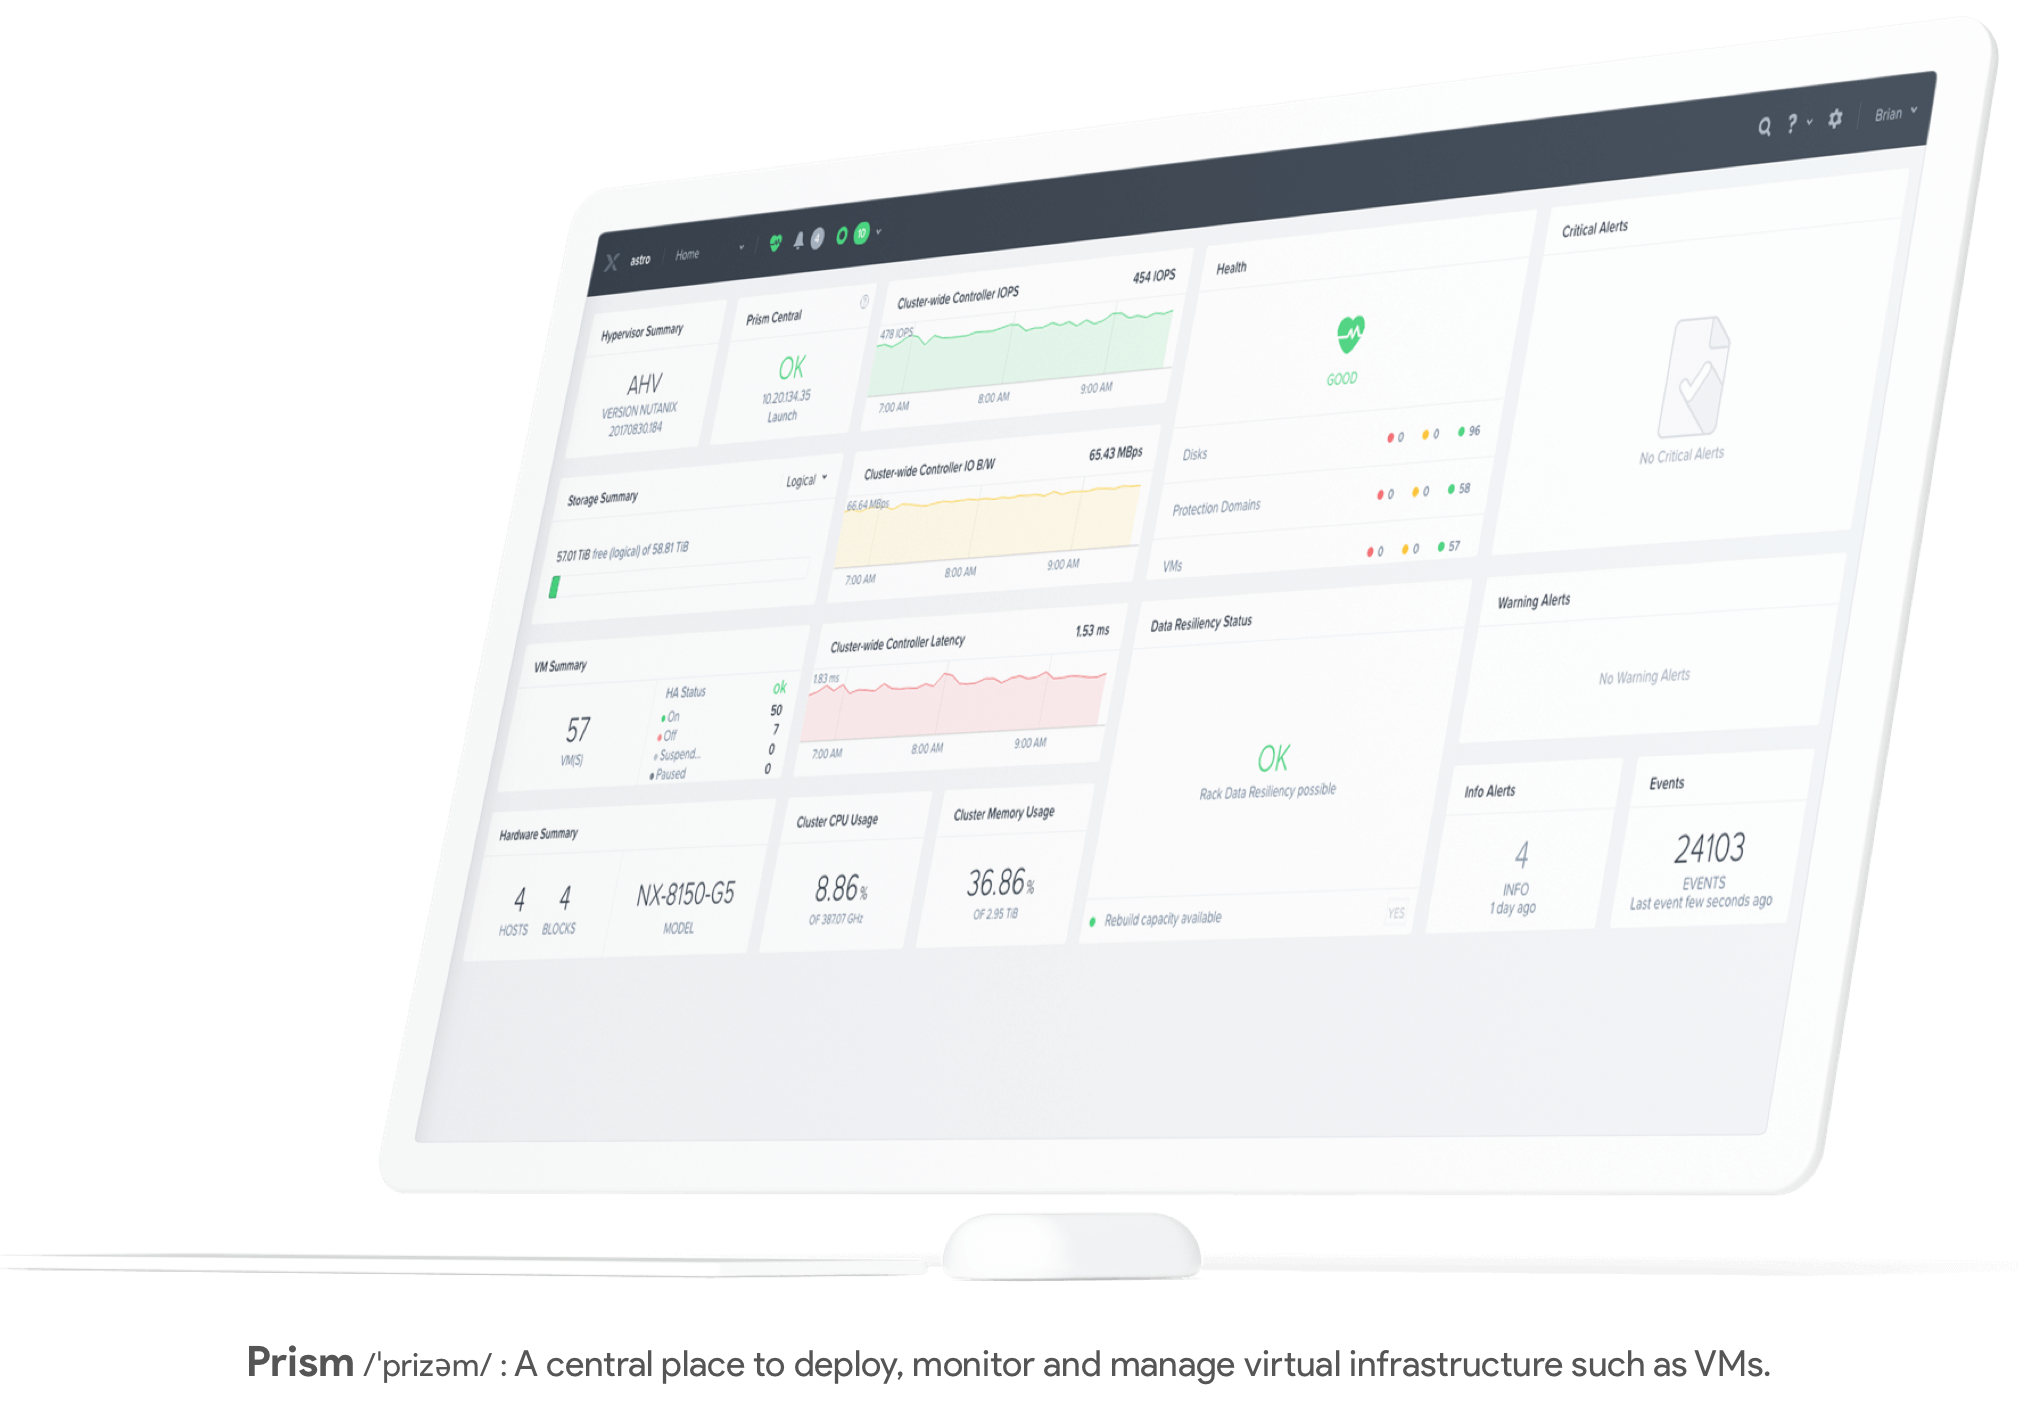 astro
Home
4
10
?
Brian
Hypervisor Summary
AHV
VERSION NUTANIX
20170830.184
Prism Central
?
OK
10.20.134.35
Launch
Cluster-wide Controller IOPS
454 IOPS
478 IOPS
7:00 AM
8:00 AM
9:00 AM
Health
GOOD
Disks
0
0
96
Protection Domains
0
0
58
VMs
0
0
57
Critical Alerts
No Critical Alerts
Storage Summary
Logical
57.01 TiB free (logical) of 58.81 TiB
Cluster-wide Controller IO B/W
65.43 MBps
66.64 MBps
7:00 AM
8:00 AM
9:00 AM
VM Summary
57
VM(S)
HA Status
ok
On
50
Off
7
Suspend...
0
Paused
0
Cluster-wide Controller Latency
1.53 ms
1.83 ms
7:00 AM
8:00 AM
9:00 AM
Data Resiliency Status
OK
Rack Data Resiliency possible
Rebuild capacity available
YES
Warning Alerts
No Warning Alerts
Hardware Summary
4
HOSTS
4
BLOCKS
NX-8150-G5
MODEL
Cluster CPU Usage
8.86%
OF 387.07 GHz
Cluster Memory Usage
36.86%
OF 2.95 TiB
Info Alerts
4
INFO
1 day ago
Events
24103
EVENTS
Last event few seconds ago
Prism /'prizəm/ : A central place to deploy, monitor and manage virtual infrastructure such as VMs.